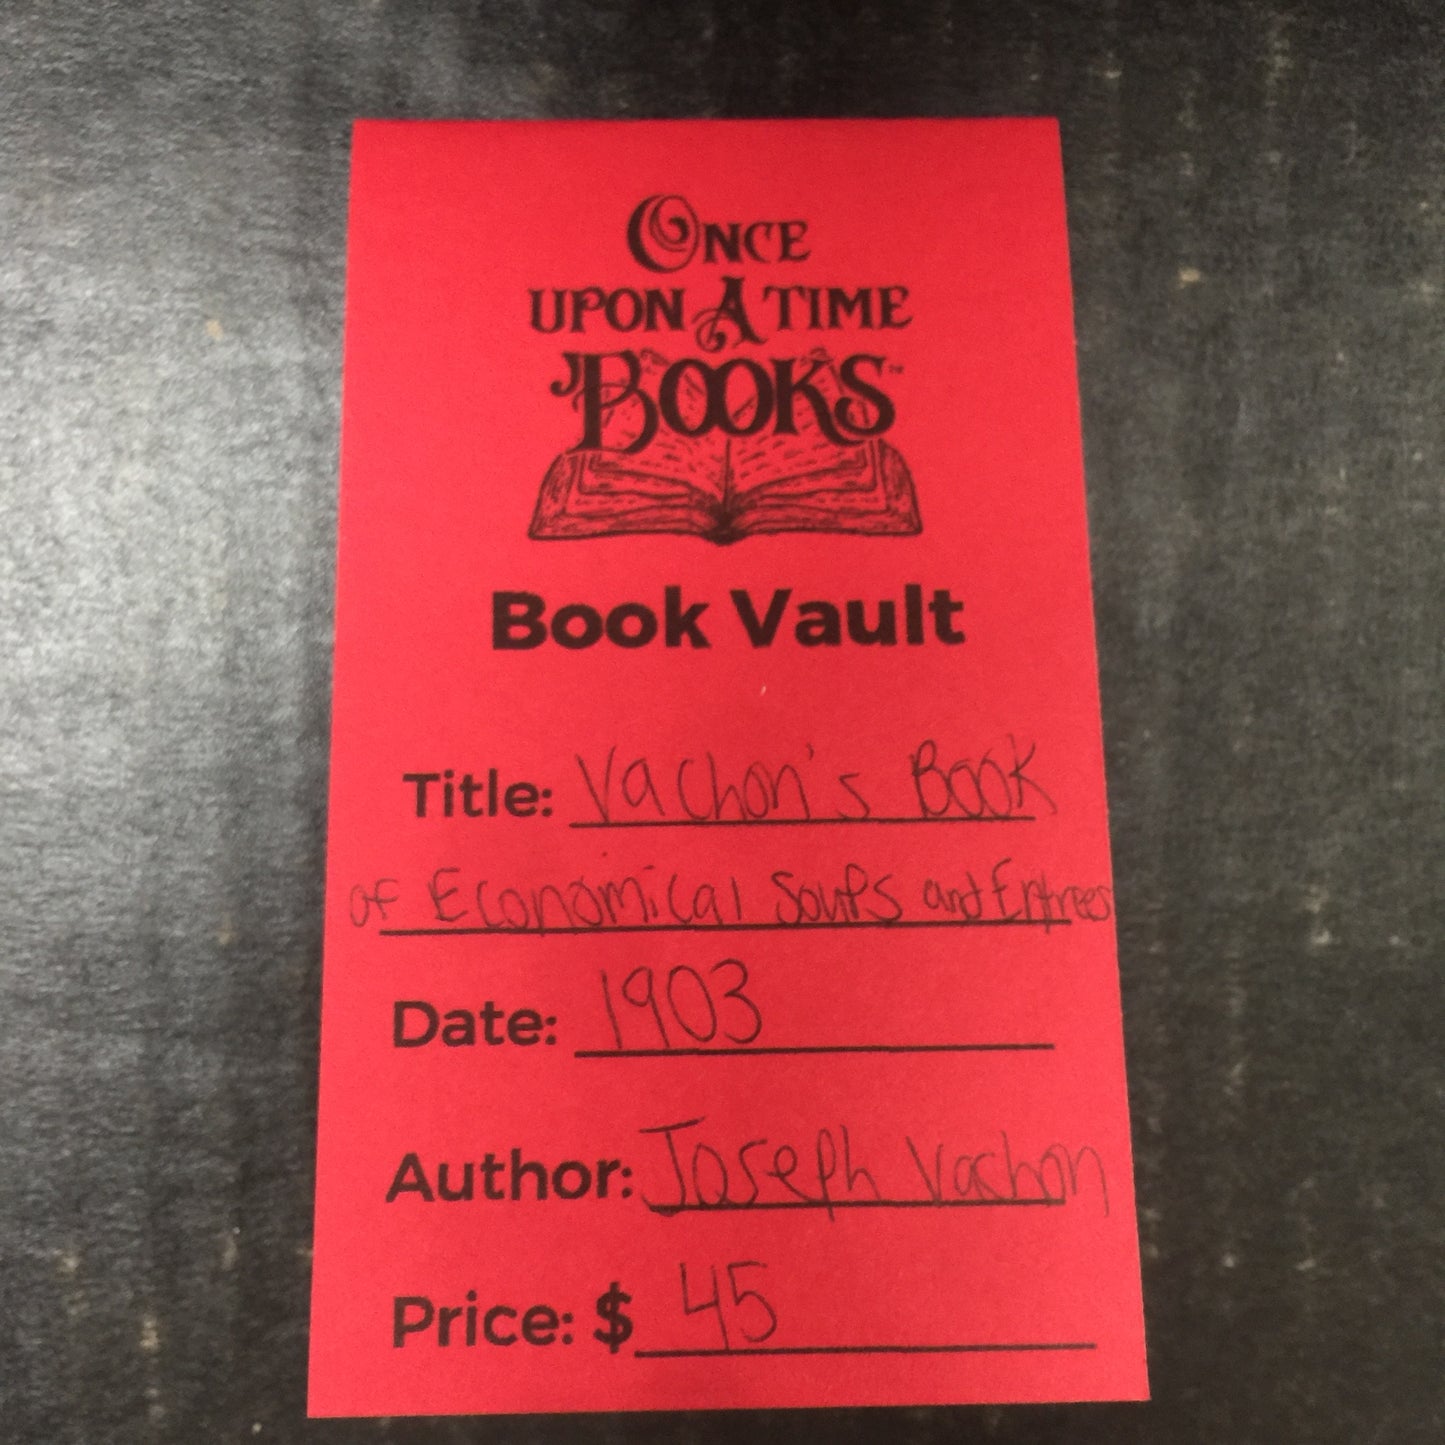 ONCE
UPON A TIME
BOOKS™
Book Vault
Title: Vachon's Book
of Economical Soups and Entrees
Date: 1903
Author: Joseph Vachon
Price: $ 45